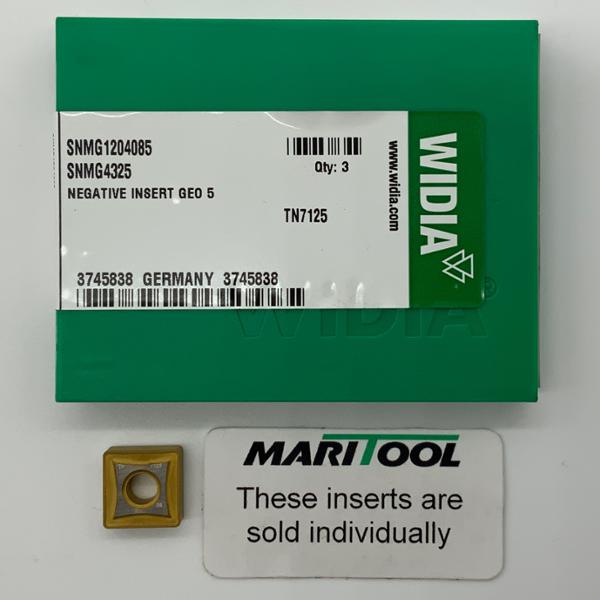 SNMG1204085
SNMG4325
NEGATIVE INSERT GEO 5
Qty: 3
TN7125
3745838 GERMANY 3745838
www.widia.com
WIDIA
WIDIA®
MARITOOL
These inserts are
sold individually